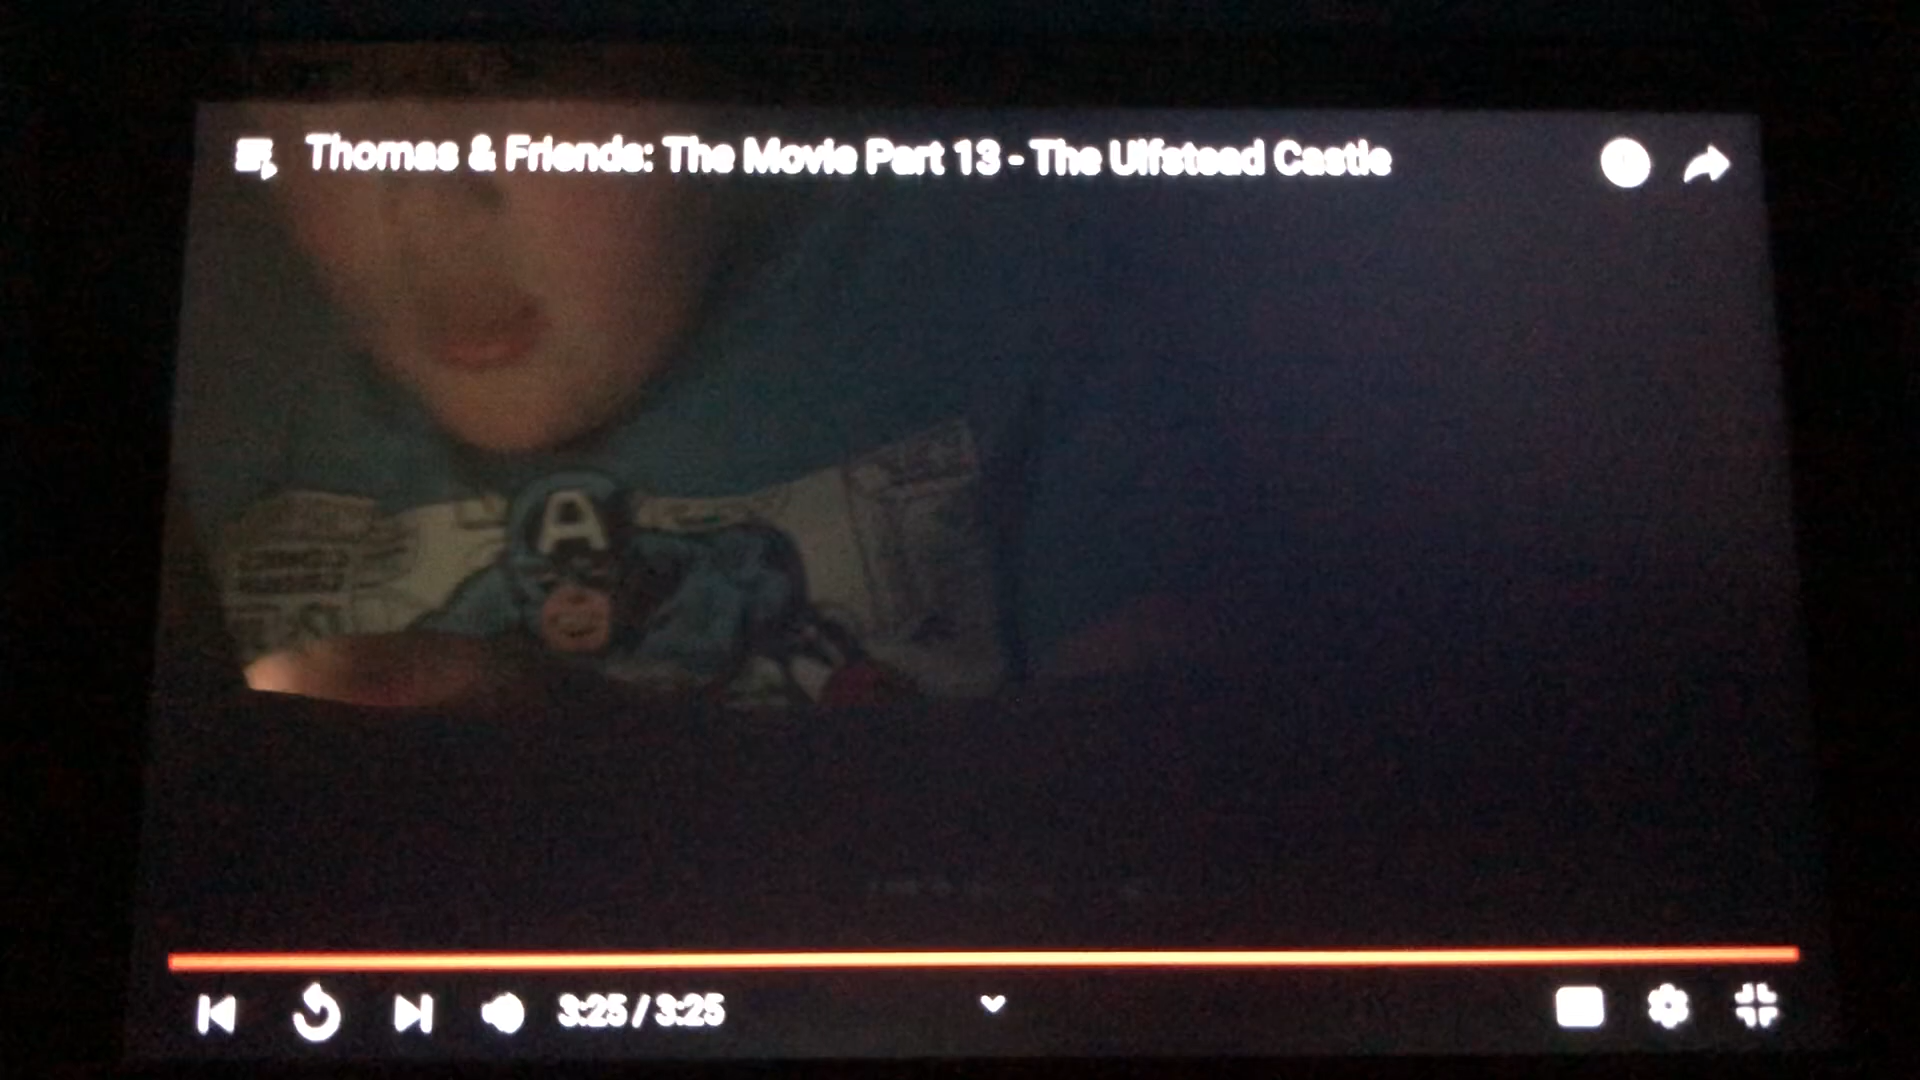 Thomas & Friends: The Movie Part 13 - The Ulfstead Castle
A
3:25 / 3:25